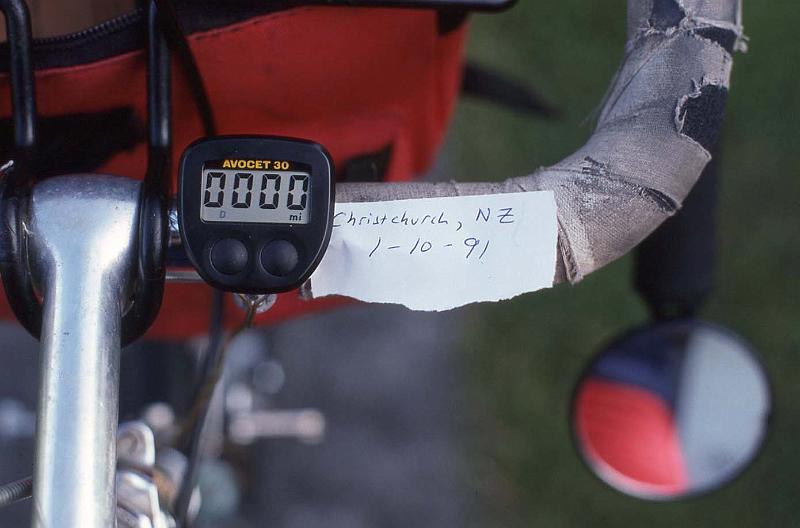 AVOCET 30
0000
D mi
Christchurch, NZ
1-10-91